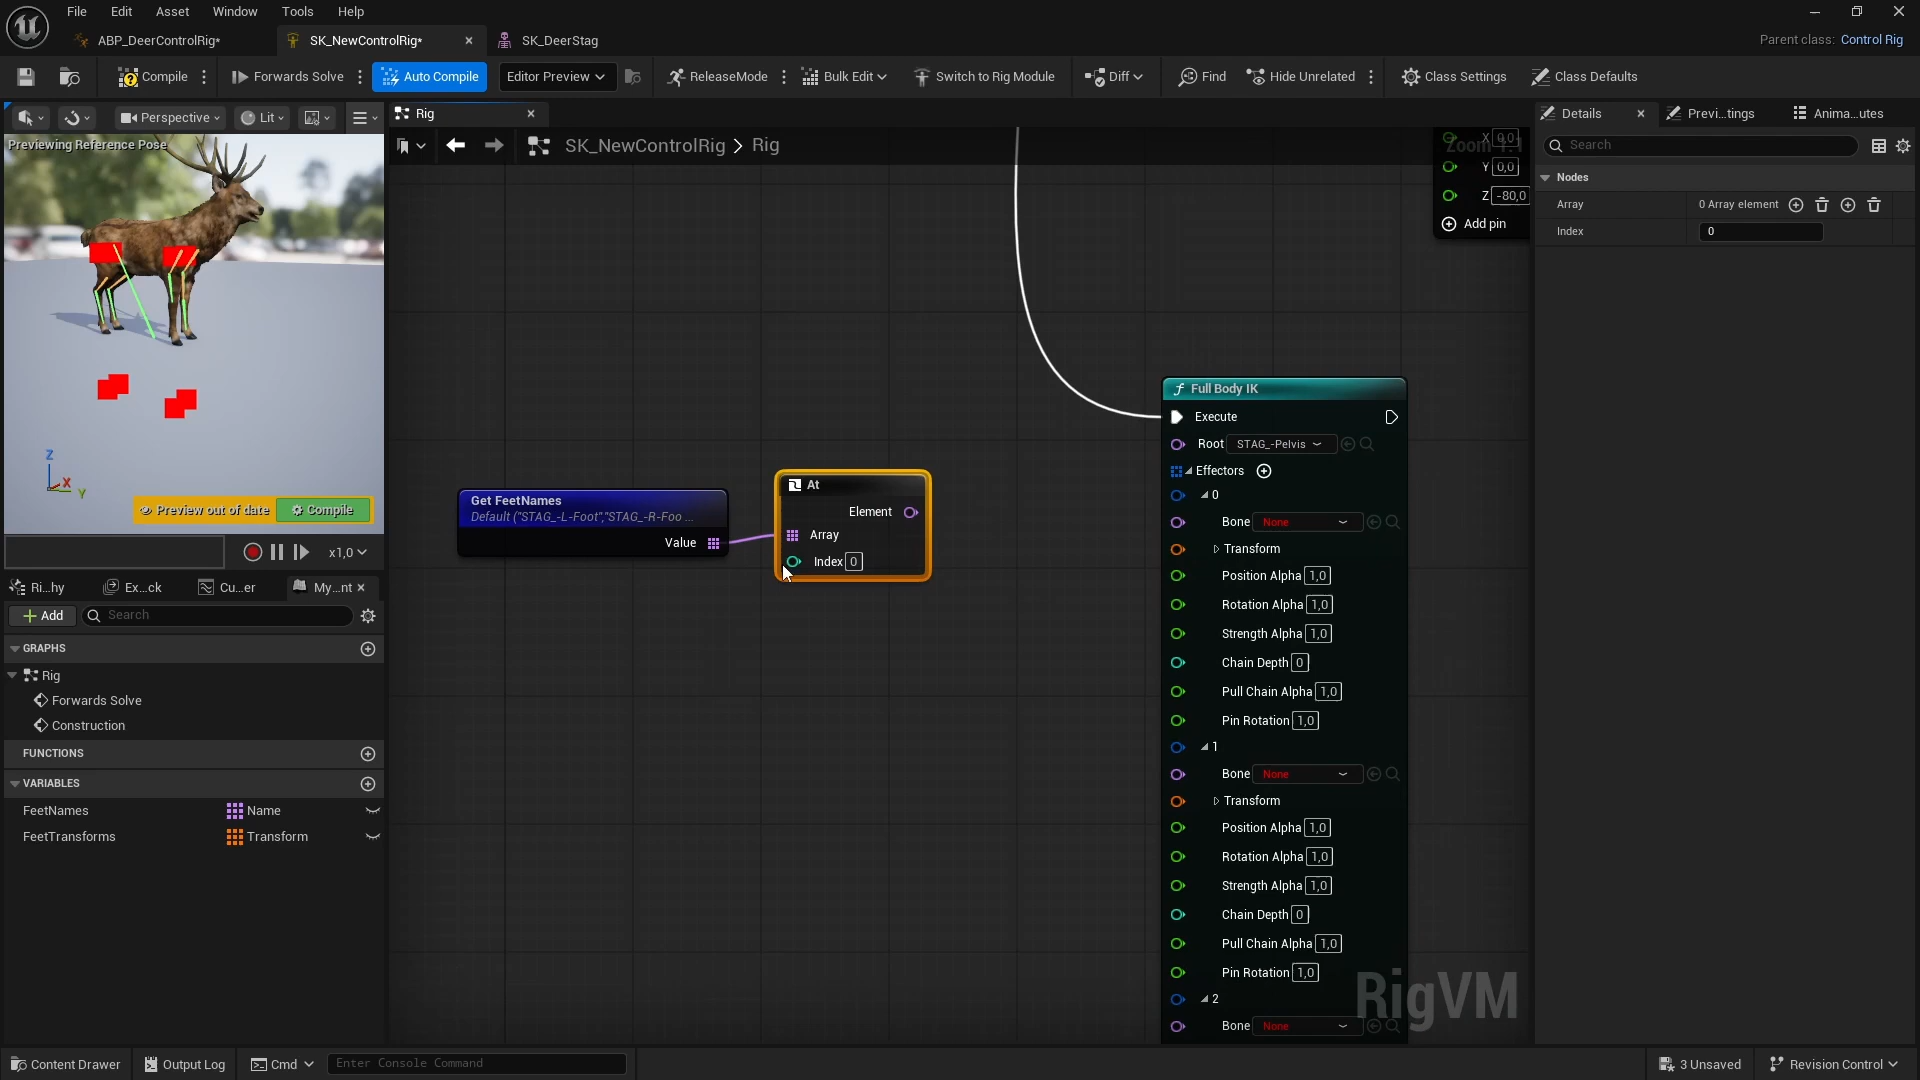 File Edit Asset Window Tools Help
ABP_DeerControlRig* SK_NewControlRig* SK_DeerStag
Parent class: Control Rig
Compile Forwards Solve Auto Compile Editor Preview ReleaseMode Bulk Edit Switch to Rig Module Diff Find Hide Unrelated Class Settings Class Defaults
Perspective Lit
Previewing Reference Pose
Z X Y
Preview out of date Compile
x1,0
Ri...hy Ex...ck Cu...er My...nt
Add Search
GRAPHS
Rig
Forwards Solve
Construction
FUNCTIONS
VARIABLES
FeetNames Name
FeetTransforms Transform
Rig
SK_NewControlRig > Rig
Zoom 1:1
X 0,0
Y 0,0
Z -80,0
Add pin
Get FeetNames
Default ("STAG_-L-Foot","STAG_-R-Foo ...
Value
At
Element
Array
Index 0
Full Body IK
Execute
Root STAG_-Pelvis
Effectors
0
Bone None
Transform
Position Alpha 1,0
Rotation Alpha 1,0
Strength Alpha 1,0
Chain Depth 0
Pull Chain Alpha 1,0
Pin Rotation 1,0
1
Bone None
Transform
Position Alpha 1,0
Rotation Alpha 1,0
Strength Alpha 1,0
Chain Depth 0
Pull Chain Alpha 1,0
Pin Rotation 1,0
2
Bone None
RigVM
Details Previ...tings Anima...utes
Search
Nodes
Array 0 Array element
Index 0
Content Drawer Output Log Cmd Enter Console Command 3 Unsaved Revision Control